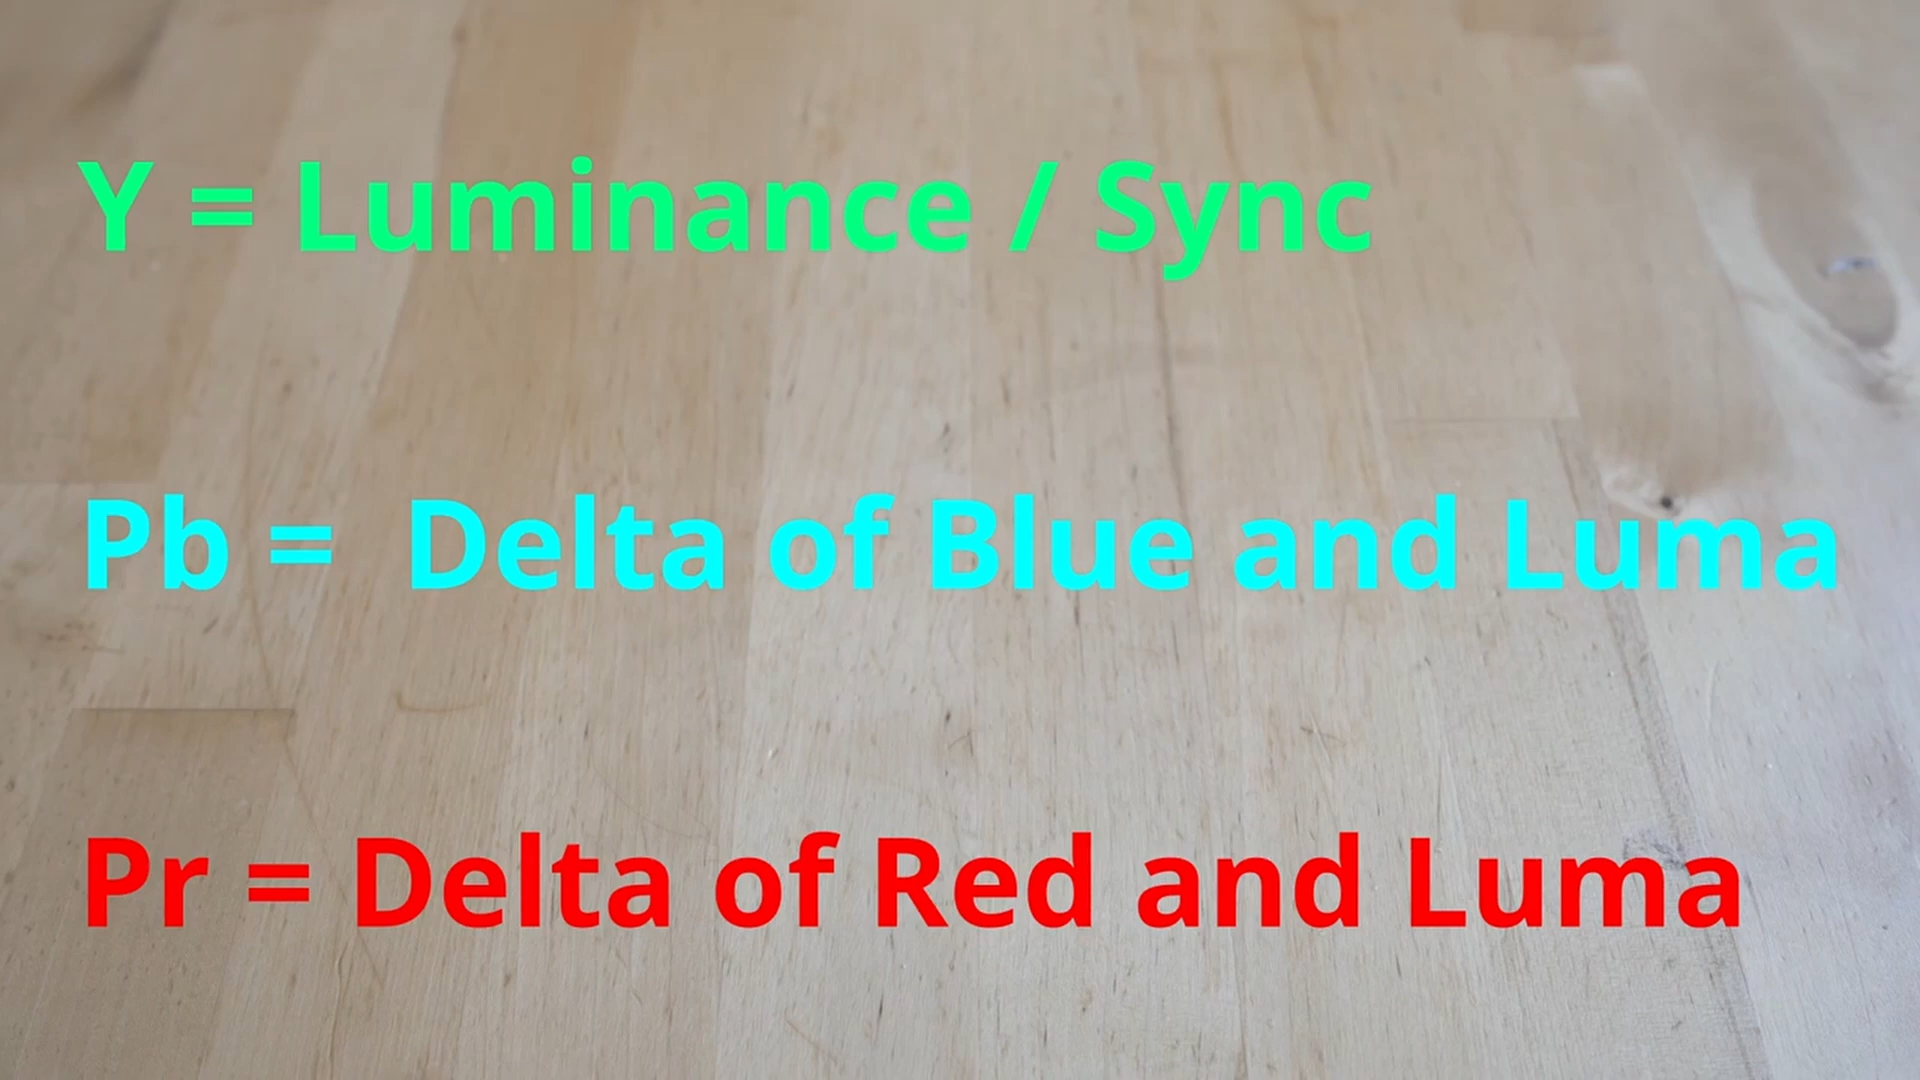 Y = Luminance / Sync
Pb = Delta of Blue and Luma
Pr = Delta of Red and Luma